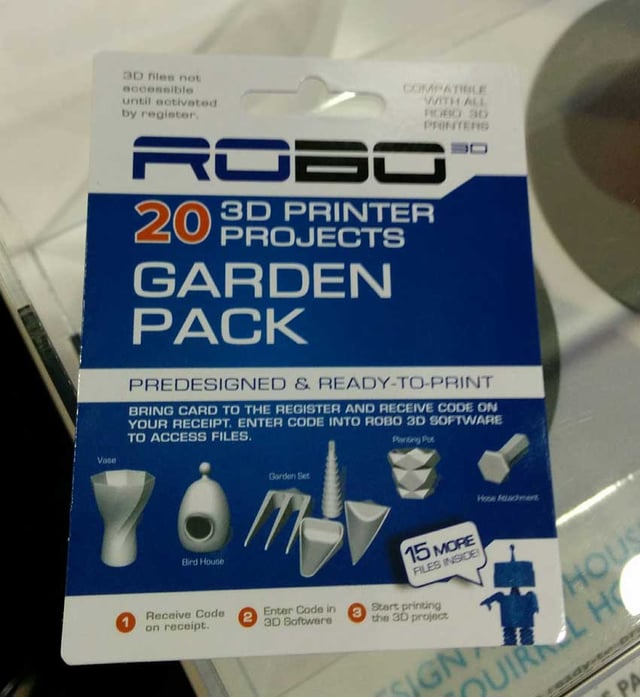 3D files not
accessible
until activated
by register.
COMPATIBLE
WITH ALL
ROBO 3D
PRINTERS
ROBO 3D
20 3D PRINTER
PROJECTS
GARDEN
PACK
PREDESIGNED & READY-TO-PRINT
BRING CARD TO THE REGISTER AND RECEIVE CODE ON
YOUR RECEIPT. ENTER CODE INTO ROBO 3D SOFTWARE
TO ACCESS FILES.
Vase
Bird House
Garden Set
Planting Pot
Hose Attachment
15 MORE
FILES INSIDE!
1 Receive Code
on receipt.
2 Enter Code in
3D Software
3 Start printing
the 3D project